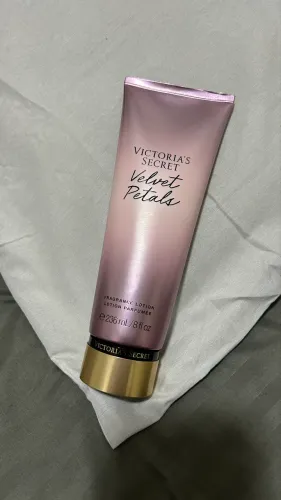 VICTORIA'S
SECRET
Velvet
Petals
FRAGRANCE LOTION
LOTION PARFUMÉE
℮ 236 ml / 8 fl oz
VICTORIA'S SECRET